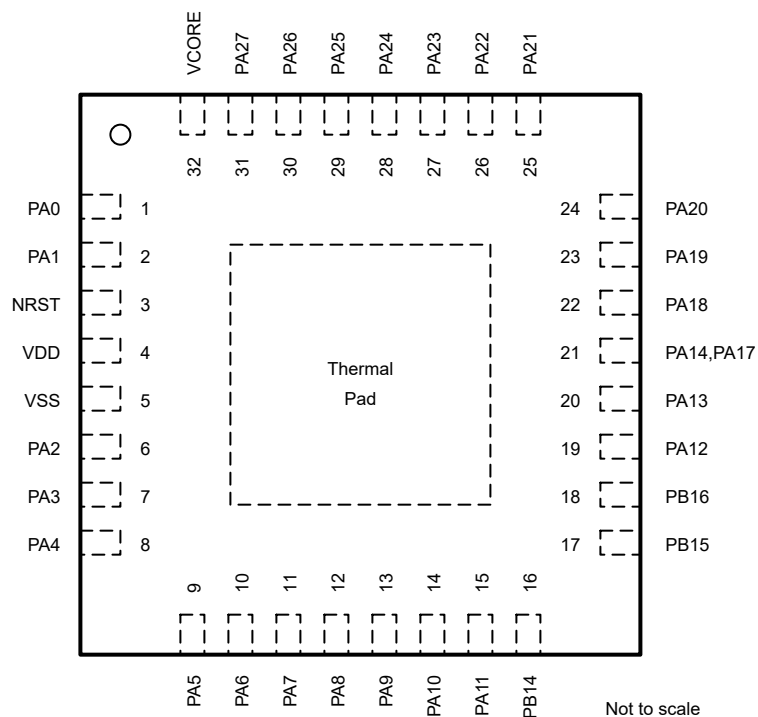 VCORE
PA27
PA26
PA25
PA24
PA23
PA22
PA21
32
31
30
29
28
27
26
25
PA0 1
PA1 2
NRST 3
VDD 4
VSS 5
PA2 6
PA3 7
PA4 8
24 PA20
23 PA19
22 PA18
21 PA14,PA17
20 PA13
19 PA12
18 PB16
17 PB15
Thermal
Pad
9
10
11
12
13
14
15
16
PA5
PA6
PA7
PA8
PA9
PA10
PA11
PB14
Not to scale